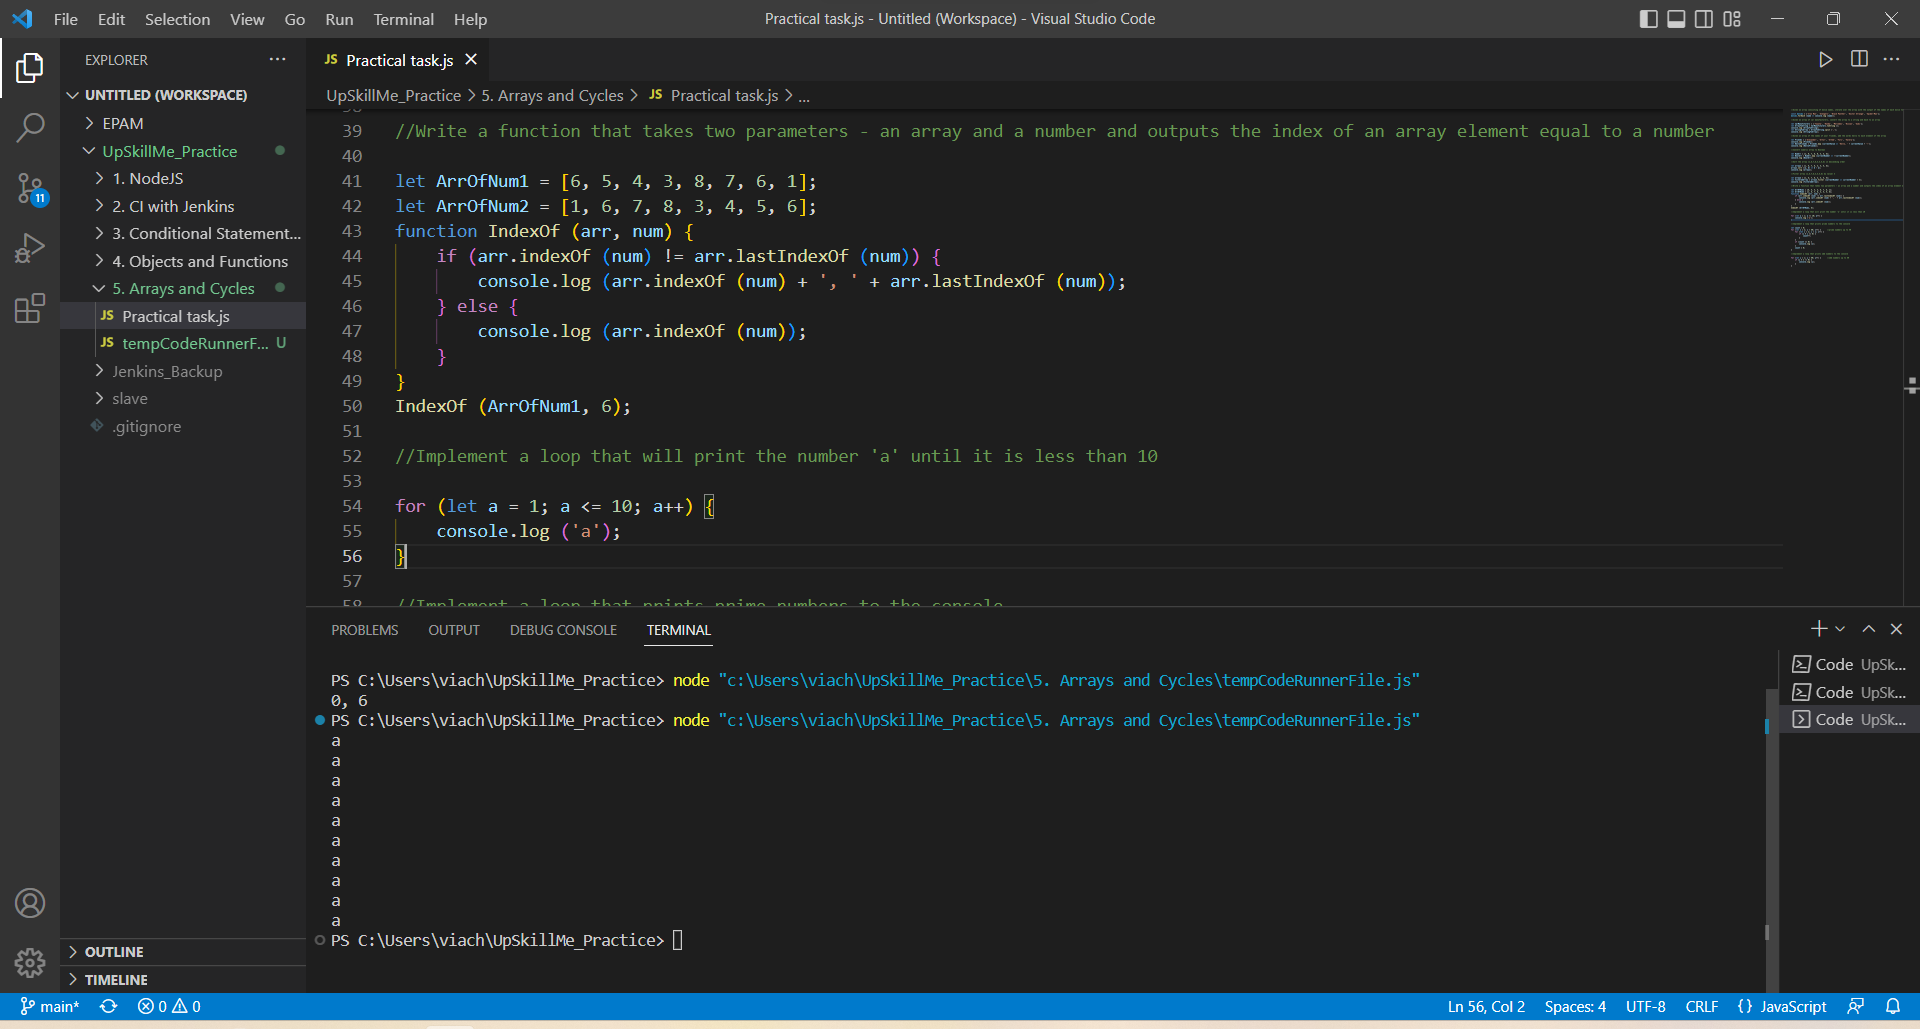 File Edit Selection View Go Run Terminal Help
Practical task.js - Untitled (Workspace) - Visual Studio Code
EXPLORER
UNTITLED (WORKSPACE)
EPAM
UpSkillMe_Practice
1. NodeJS
2. CI with Jenkins
3. Conditional Statement...
4. Objects and Functions
5. Arrays and Cycles
JS Practical task.js
JS tempCodeRunnerF... U
Jenkins_Backup
slave
.gitignore
11
OUTLINE
TIMELINE
JS Practical task.js
UpSkillMe_Practice > 5. Arrays and Cycles > JS Practical task.js > ...
39 //Write a function that takes two parameters - an array and a number and outputs the index of an array element equal to a number
40
41 let ArrOfNum1 = [6, 5, 4, 3, 8, 7, 6, 1];
42 let ArrOfNum2 = [1, 6, 7, 8, 3, 4, 5, 6];
43 function IndexOf (arr, num) {
44 if (arr.indexOf (num) != arr.lastIndexOf (num)) {
45 console.log (arr.indexOf (num) + ', ' + arr.lastIndexOf (num));
46 } else {
47 console.log (arr.indexOf (num));
48 }
49 }
50 IndexOf (ArrOfNum1, 6);
51
52 //Implement a loop that will print the number 'a' until it is less than 10
53
54 for (let a = 1; a <= 10; a++) {
55 console.log ('a');
56 }
57
58 //Implement a loop that prints prime numbers to the console
PROBLEMS OUTPUT DEBUG CONSOLE TERMINAL
PS C:\Users\viach\UpSkillMe_Practice> node "c:\Users\viach\UpSkillMe_Practice\5. Arrays and Cycles\tempCodeRunnerFile.js"
0, 6
PS C:\Users\viach\UpSkillMe_Practice> node "c:\Users\viach\UpSkillMe_Practice\5. Arrays and Cycles\tempCodeRunnerFile.js"
a
a
a
a
a
a
a
a
a
a
PS C:\Users\viach\UpSkillMe_Practice>
Code UpSk...
Code UpSk...
Code UpSk...
main* 0 0
Ln 56, Col 2 Spaces: 4 UTF-8 CRLF {} JavaScript